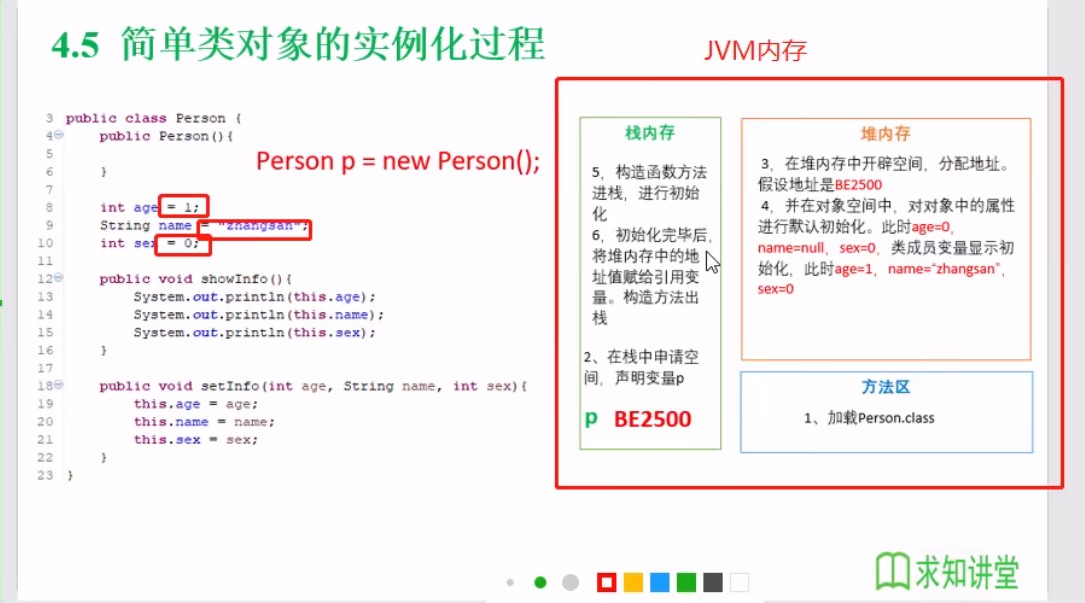 4.5 简单类对象的实例化过程
JVM内存
3 public class Person {
4 public Person(){
5
6 }
7
8 int age = 1;
9 String name = "zhangsan";
10 int sex = 0;
11
12 public void showInfo(){
13 System.out.println(this.age);
14 System.out.println(this.name);
15 System.out.println(this.sex);
16 }
17
18 public void setInfo(int age, String name, int sex){
19 this.age = age;
20 this.name = name;
21 this.sex = sex;
22 }
23 }
Person p = new Person();
栈内存
5，构造函数方法
进栈，进行初始
化
6，初始化完毕后，
将堆内存中的地
址值赋给引用变
量。构造方法出
栈
2、在栈中申请空
间，声明变量p
p BE2500
堆内存
3，在堆内存中开辟空间，分配地址。
假设地址是BE2500
4，并在对象空间中，对对象中的属性
进行默认初始化。此时age=0，
name=null，sex=0，类成员变量显示初
始化，此时age=1，name=“zhangsan”，
sex=0
方法区
1、加载Person.class
求知讲堂